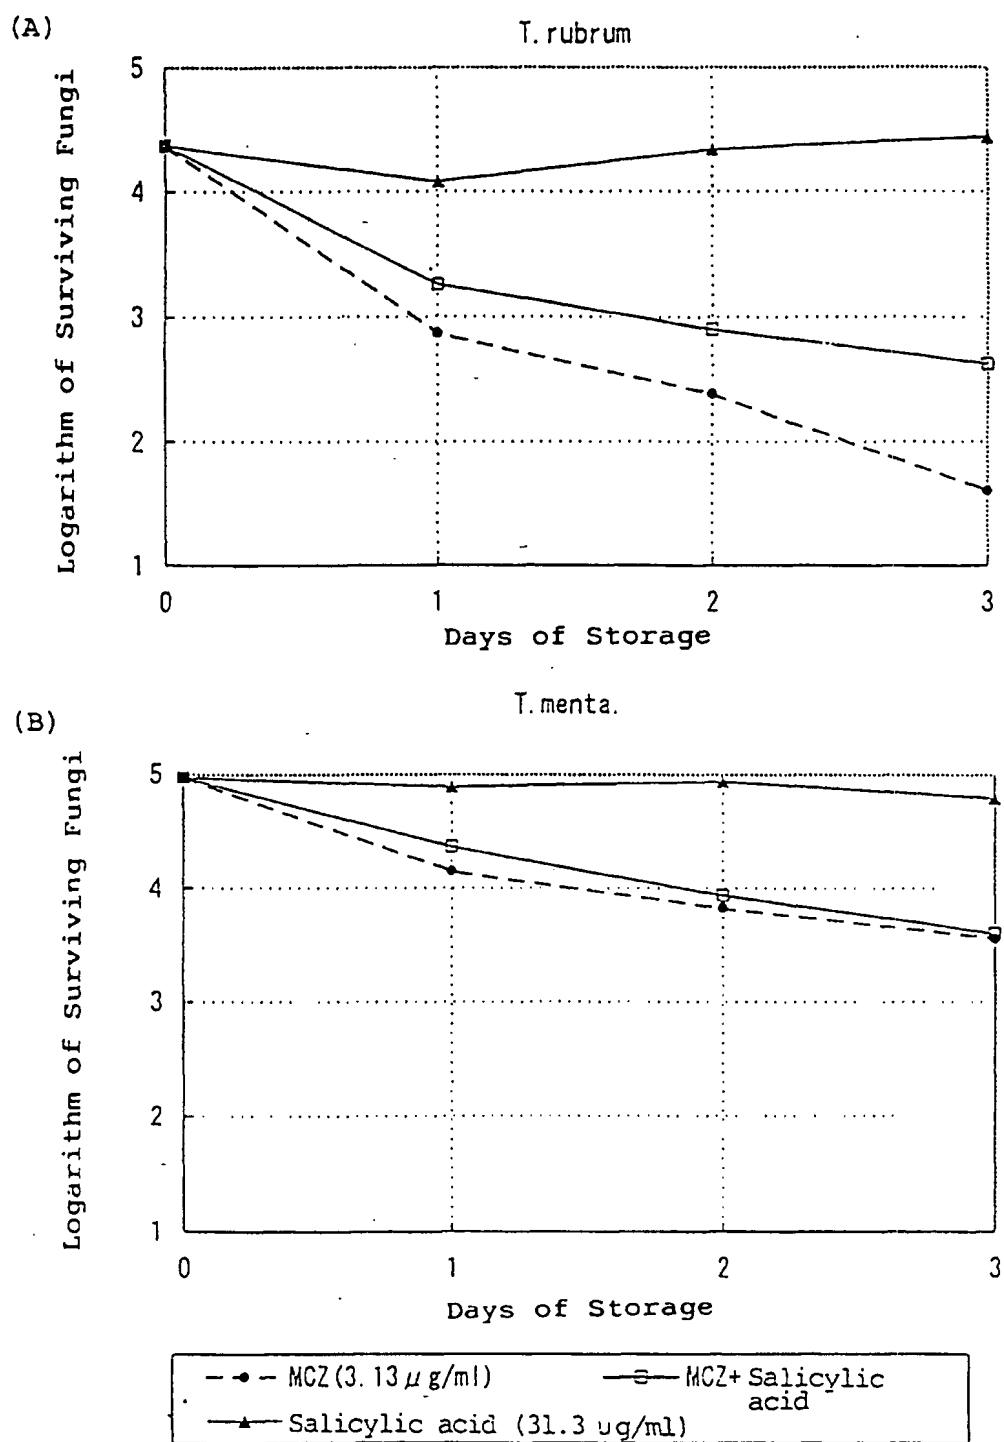 (A)
T. rubrum
Logarithm of Surviving Fungi
5
4
3
2
1
0 1 2 3
Days of Storage
(B)
T. menta.
Logarithm of Surviving Fungi
5
4
3
2
1
0 1 2 3
Days of Storage
MCZ (3.13 μg/ml)
MCZ+ Salicylic
acid
Salicylic acid (31.3 ug/ml)